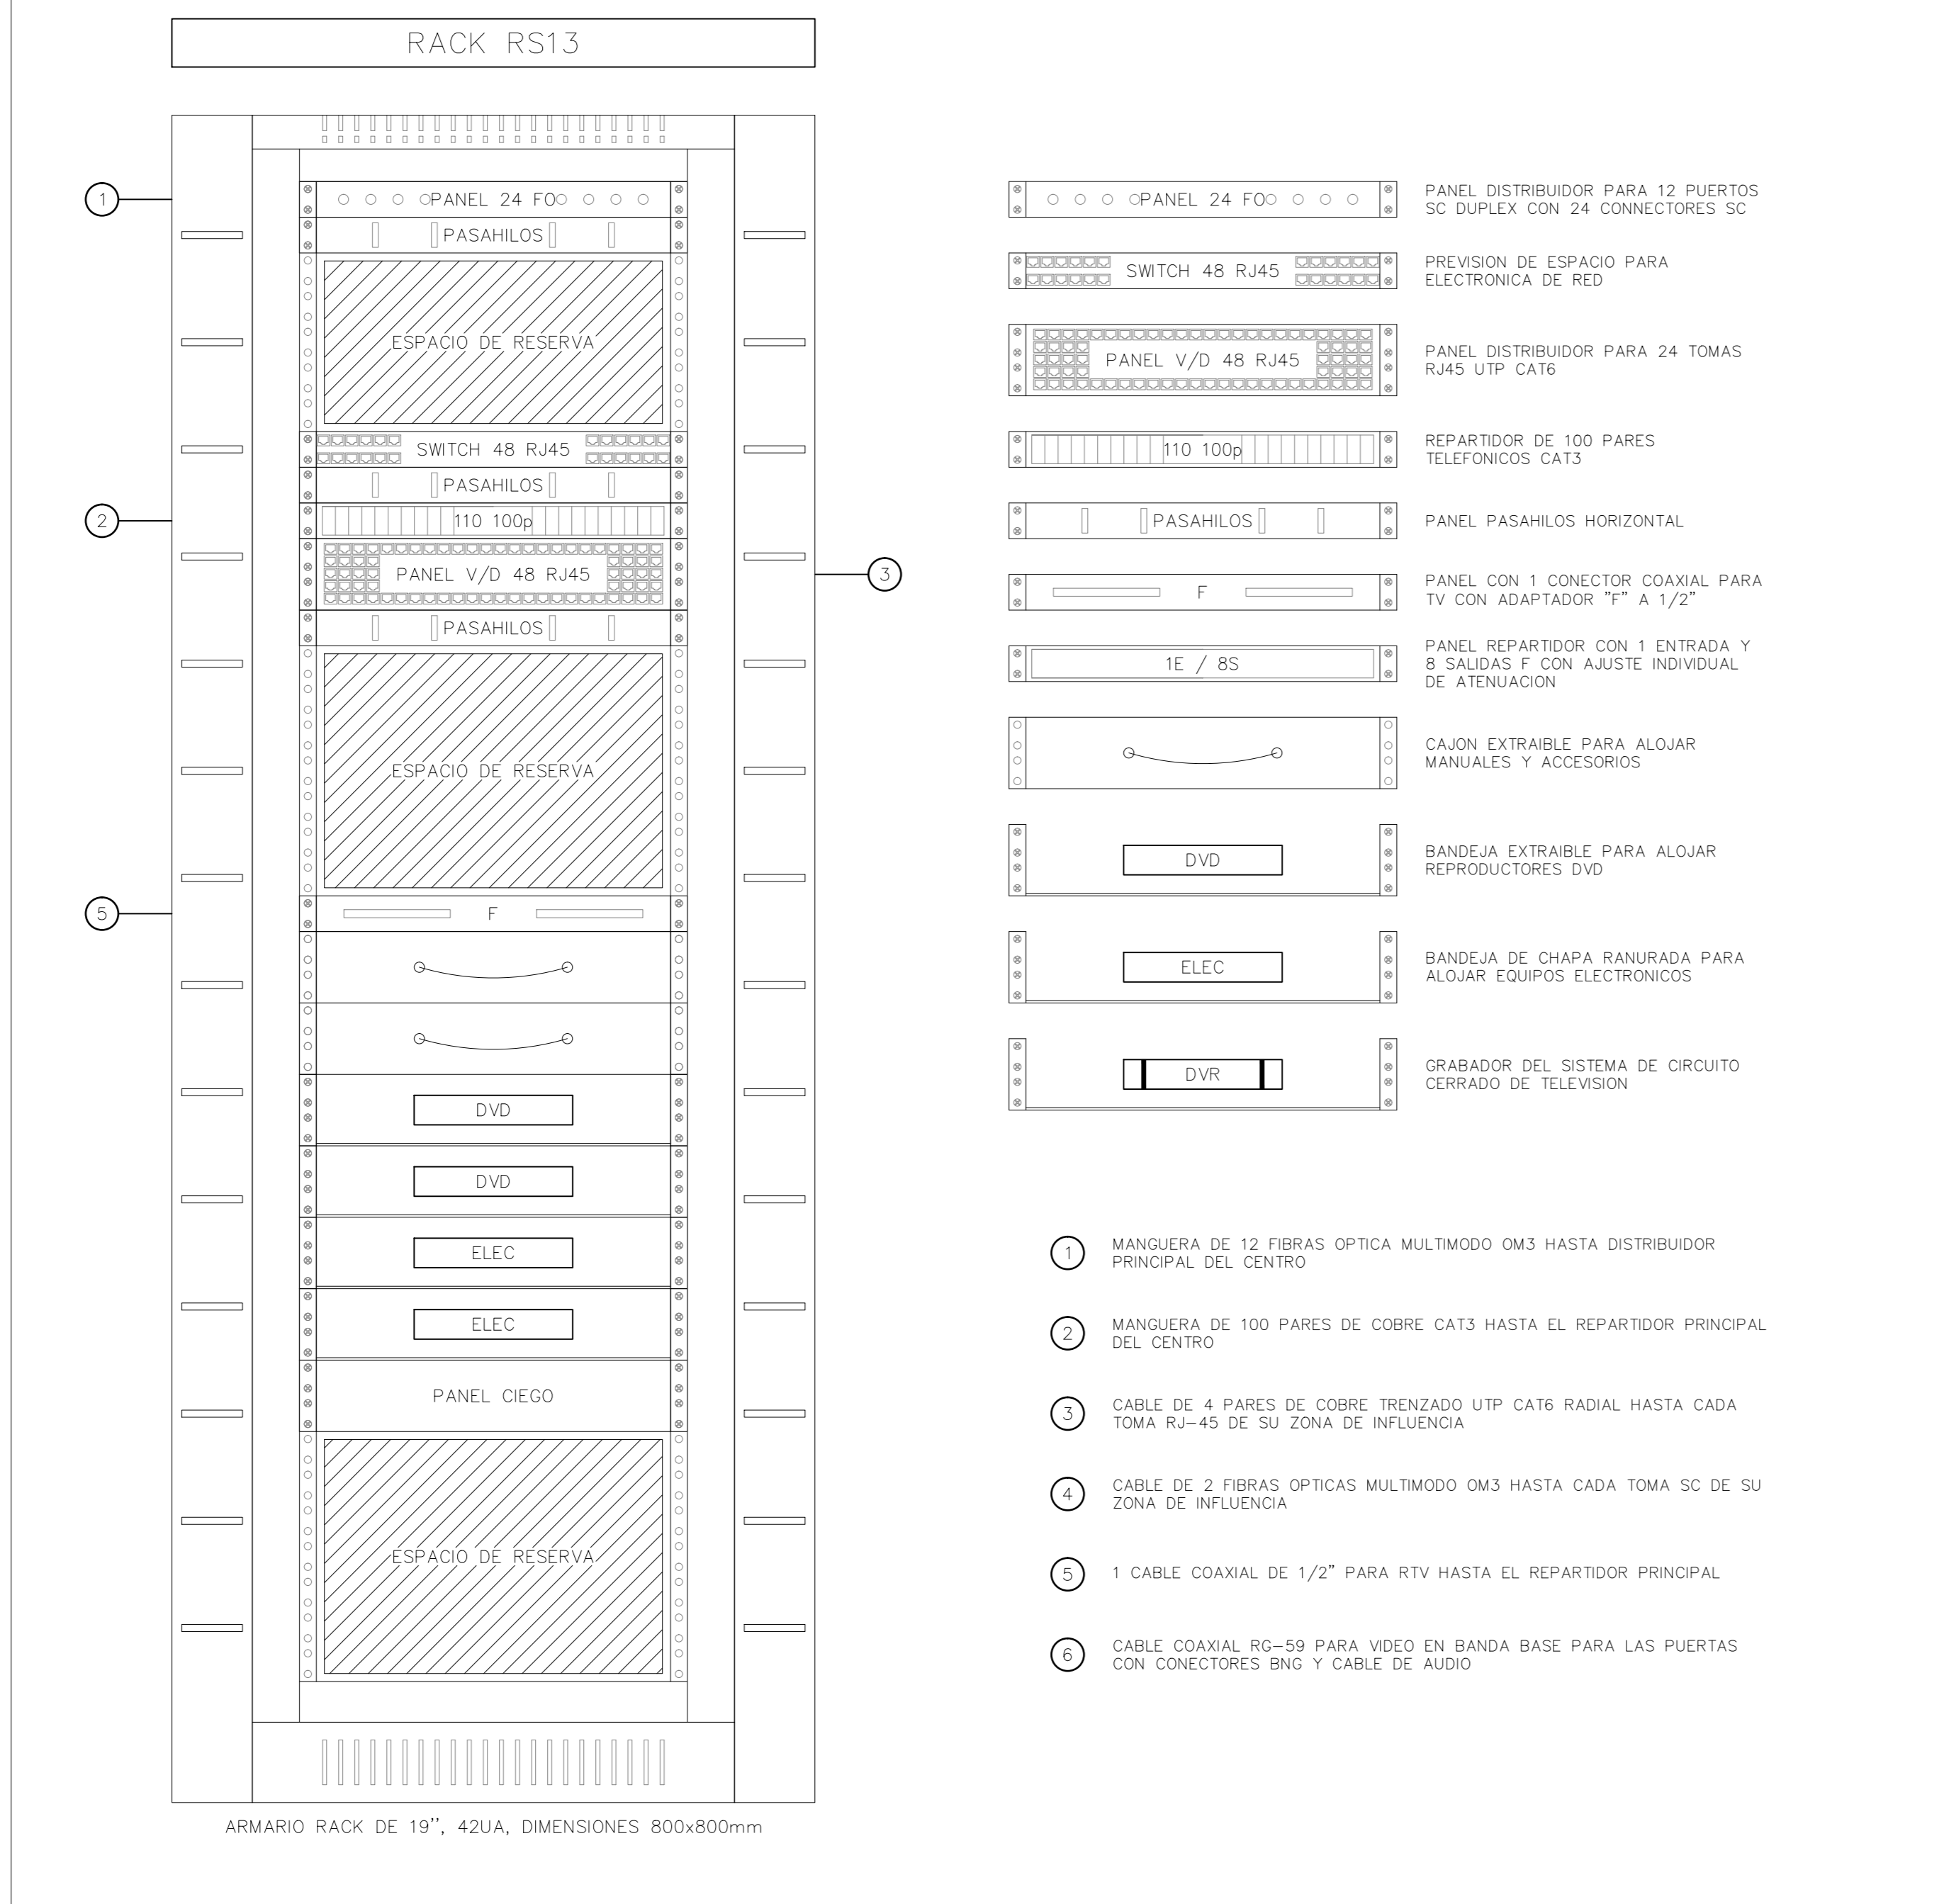 RACK RS13
1
PANEL 24 FO
PASAHILOS
ESPACIO DE RESERVA
SWITCH 48 RJ45
PASAHILOS
2
110 100p
PANEL V/D 48 RJ45
3
PASAHILOS
ESPACIO DE RESERVA
5
F
DVD
DVD
ELEC
ELEC
PANEL CIEGO
ESPACIO DE RESERVA
ARMARIO RACK DE 19'', 42UA, DIMENSIONES 800x800mm
PANEL 24 FO
PANEL DISTRIBUIDOR PARA 12 PUERTOS
SC DUPLEX CON 24 CONNECTORES SC
SWITCH 48 RJ45
PREVISION DE ESPACIO PARA
ELECTRONICA DE RED
PANEL V/D 48 RJ45
PANEL DISTRIBUIDOR PARA 24 TOMAS
RJ45 UTP CAT6
110 100p
REPARTIDOR DE 100 PARES
TELEFONICOS CAT3
PASAHILOS
PANEL PASAHILOS HORIZONTAL
F
PANEL CON 1 CONECTOR COAXIAL PARA
TV CON ADAPTADOR "F" A 1/2"
1E / 8S
PANEL REPARTIDOR CON 1 ENTRADA Y
8 SALIDAS F CON AJUSTE INDIVIDUAL
DE ATENUACION
CAJON EXTRAIBLE PARA ALOJAR
MANUALES Y ACCESORIOS
DVD
BANDEJA EXTRAIBLE PARA ALOJAR
REPRODUCTORES DVD
ELEC
BANDEJA DE CHAPA RANURADA PARA
ALOJAR EQUIPOS ELECTRONICOS
DVR
GRABADOR DEL SISTEMA DE CIRCUITO
CERRADO DE TELEVISION
1
MANGUERA DE 12 FIBRAS OPTICA MULTIMODO OM3 HASTA DISTRIBUIDOR
PRINCIPAL DEL CENTRO
2
MANGUERA DE 100 PARES DE COBRE CAT3 HASTA EL REPARTIDOR PRINCIPAL
DEL CENTRO
3
CABLE DE 4 PARES DE COBRE TRENZADO UTP CAT6 RADIAL HASTA CADA
TOMA RJ-45 DE SU ZONA DE INFLUENCIA
4
CABLE DE 2 FIBRAS OPTICAS MULTIMODO OM3 HASTA CADA TOMA SC DE SU
ZONA DE INFLUENCIA
5
1 CABLE COAXIAL DE 1/2" PARA RTV HASTA EL REPARTIDOR PRINCIPAL
6
CABLE COAXIAL RG-59 PARA VIDEO EN BANDA BASE PARA LAS PUERTAS
CON CONECTORES BNG Y CABLE DE AUDIO